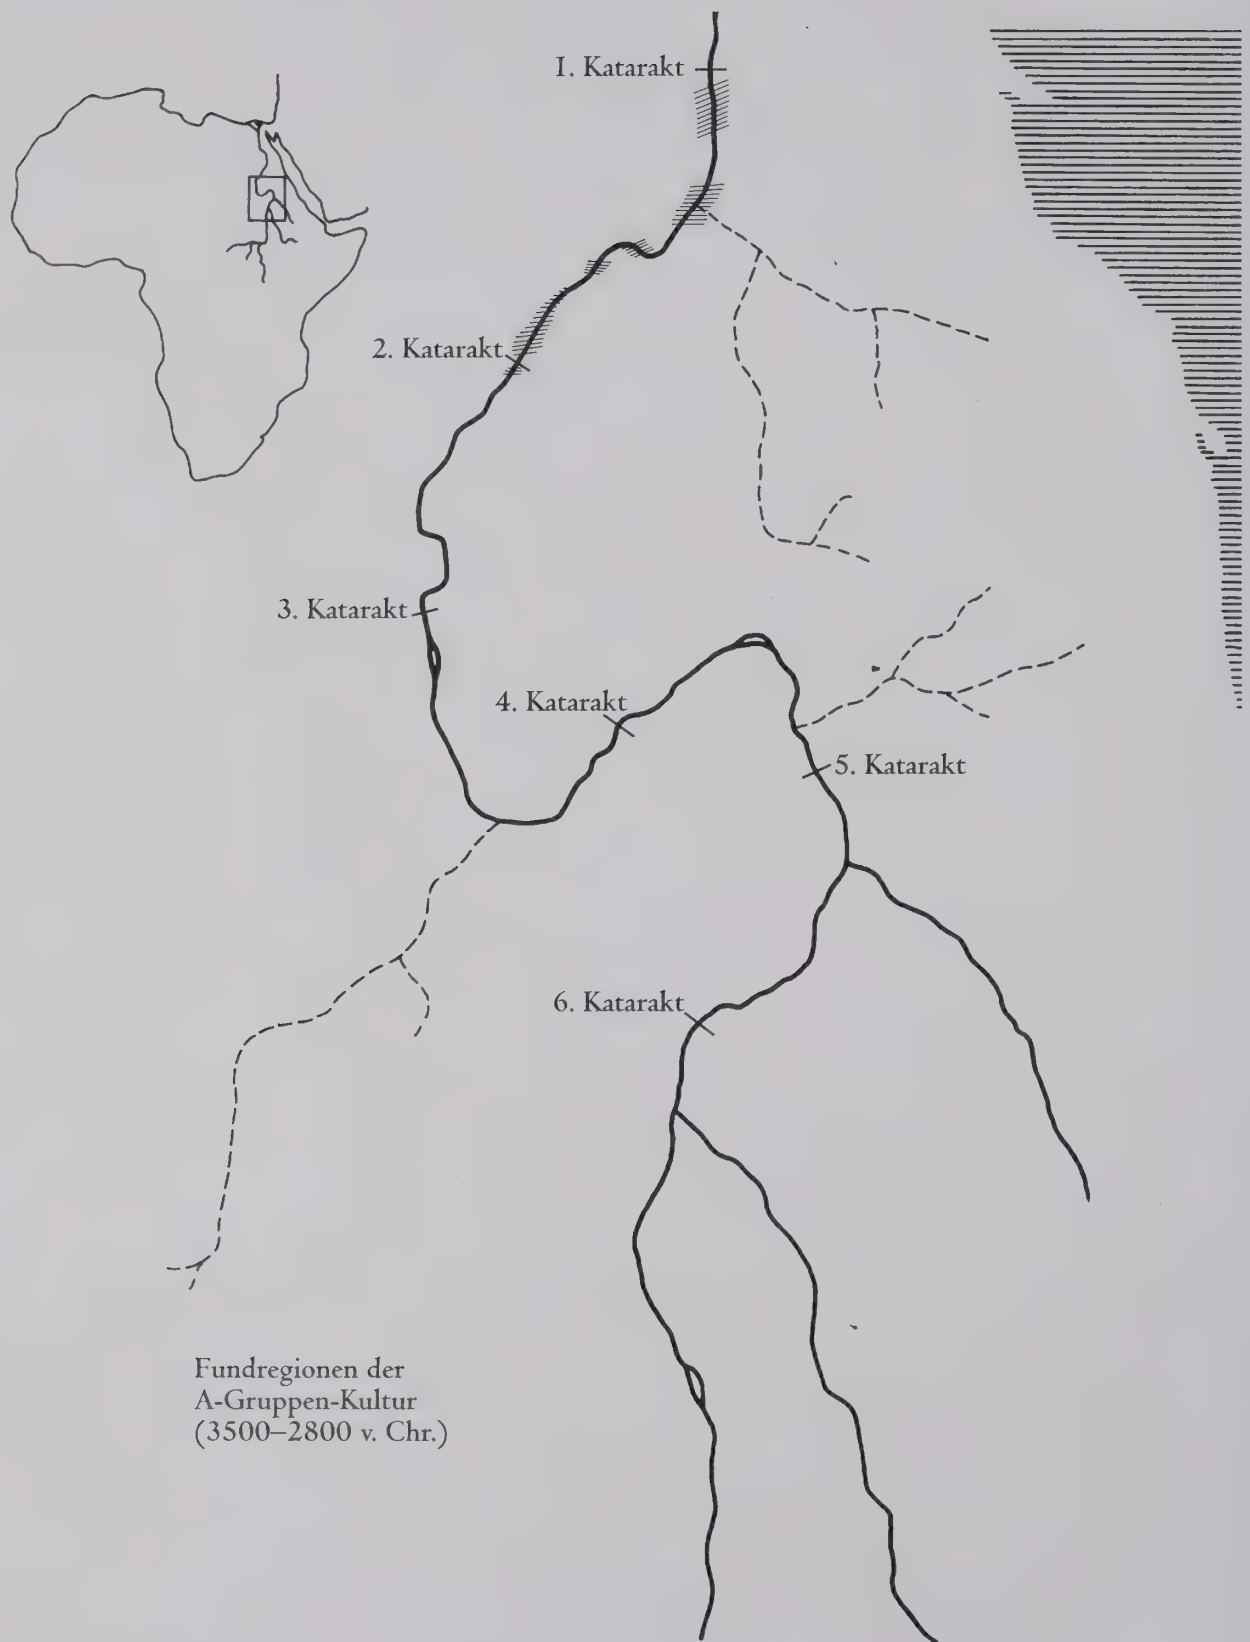 1. Katarakt
2. Katarakt
3. Katarakt
4. Katarakt
5. Katarakt
6. Katarakt
Fundregionen der
A-Gruppen-Kultur
(3500–2800 v. Chr.)